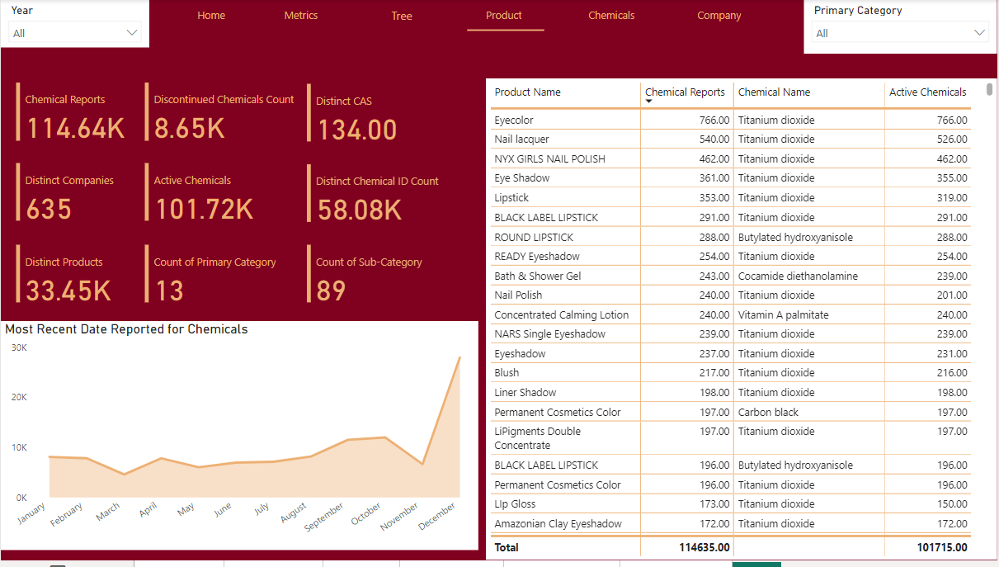 Year
All
Home
Metrics
Tree
Product
Chemicals
Company
Primary Category
All
Chemical Reports
114.64K
Discontinued Chemicals Count
8.65K
Distinct CAS
134.00
Distinct Companies
635
Active Chemicals
101.72K
Distinct Chemical ID Count
58.08K
Distinct Products
33.45K
Count of Primary Category
13
Count of Sub-Category
89
Most Recent Date Reported for Chemicals
30K
20K
10K
0K
January
February
March
April
May
June
July
August
September
October
November
December
Product Name Chemical Reports Chemical Name Active Chemicals
Eyecolor 766.00 Titanium dioxide 766.00
Nail lacquer 540.00 Titanium dioxide 526.00
NYX GIRLS NAIL POLISH 462.00 Titanium dioxide 462.00
Eye Shadow 361.00 Titanium dioxide 355.00
Lipstick 353.00 Titanium dioxide 319.00
BLACK LABEL LIPSTICK 291.00 Titanium dioxide 291.00
ROUND LIPSTICK 288.00 Butylated hydroxyanisole 288.00
READY Eyeshadow 254.00 Titanium dioxide 254.00
Bath & Shower Gel 243.00 Cocamide diethanolamine 239.00
Nail Polish 240.00 Titanium dioxide 201.00
Concentrated Calming Lotion 240.00 Vitamin A palmitate 240.00
NARS Single Eyeshadow 239.00 Titanium dioxide 239.00
Eyeshadow 237.00 Titanium dioxide 231.00
Blush 217.00 Titanium dioxide 216.00
Liner Shadow 198.00 Titanium dioxide 198.00
Permanent Cosmetics Color 197.00 Carbon black 197.00
LiPigments Double 197.00 Titanium dioxide 197.00
Concentrate
BLACK LABEL LIPSTICK 196.00 Butylated hydroxyanisole 196.00
Permanent Cosmetics Color 196.00 Titanium dioxide 196.00
LIp Gloss 173.00 Titanium dioxide 150.00
Amazonian Clay Eyeshadow 172.00 Titanium dioxide 172.00
Total 114635.00 101715.00